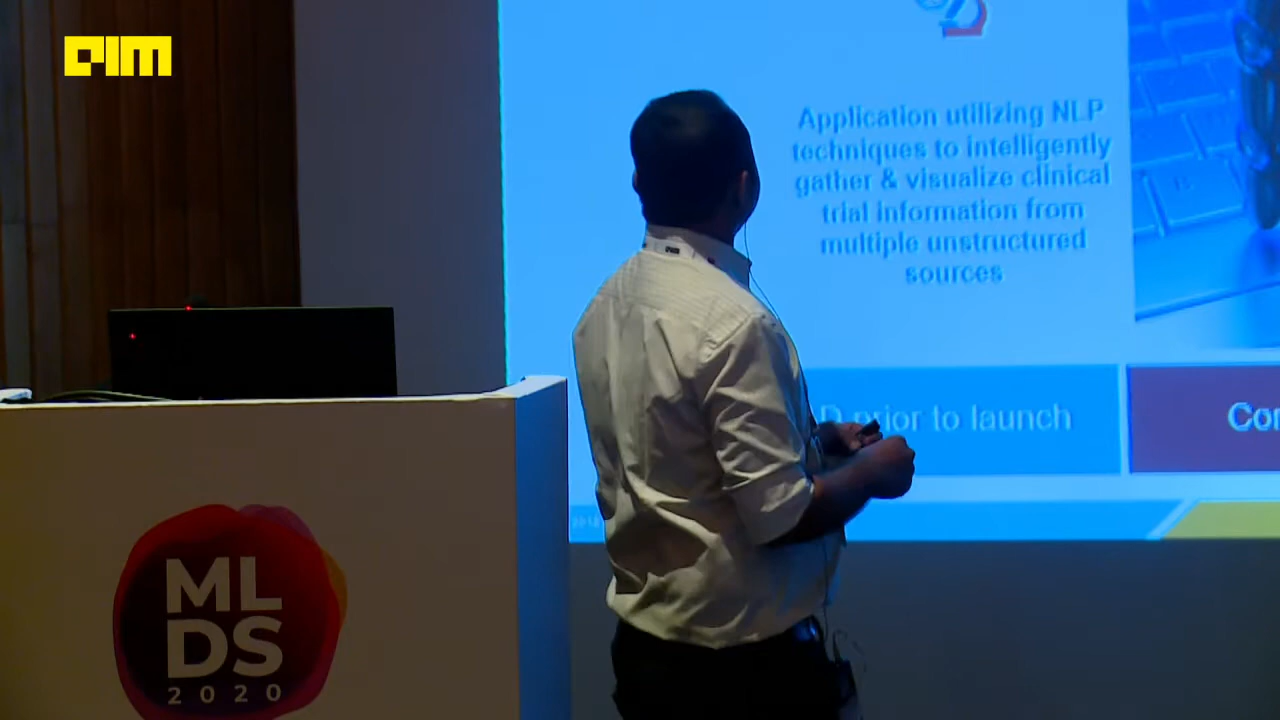 AIM
Application utilizing NLP
techniques to intelligently
gather & visualize clinical
trial information from
multiple unstructured
sources
D prior to launch
ML
DS
2020